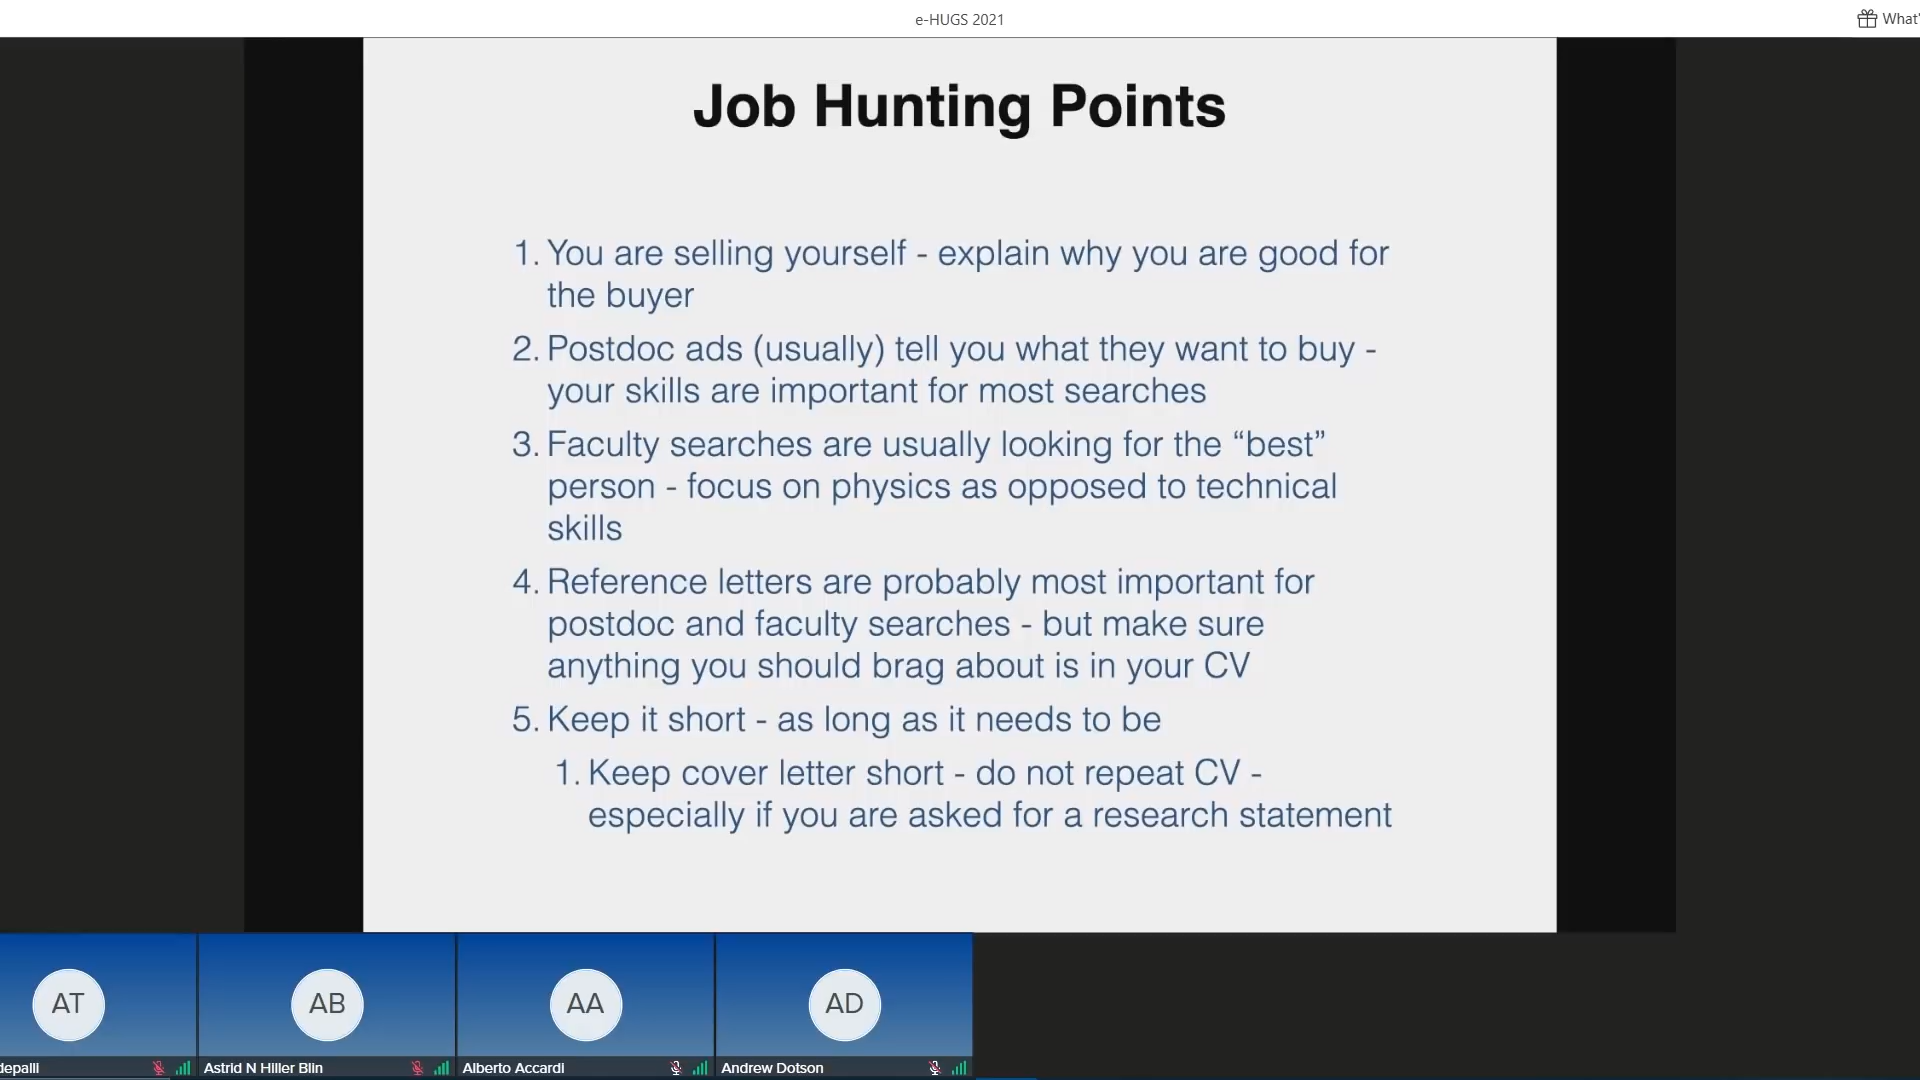 e-HUGS 2021
What'
Job Hunting Points
1. You are selling yourself - explain why you are good for
the buyer
2. Postdoc ads (usually) tell you what they want to buy -
your skills are important for most searches
3. Faculty searches are usually looking for the “best”
person - focus on physics as opposed to technical
skills
4. Reference letters are probably most important for
postdoc and faculty searches - but make sure
anything you should brag about is in your CV
5. Keep it short - as long as it needs to be
1. Keep cover letter short - do not repeat CV -
especially if you are asked for a research statement
AT
AB
AA
AD
depalli
Astrid N Hiller Blin
Alberto Accardi
Andrew Dotson